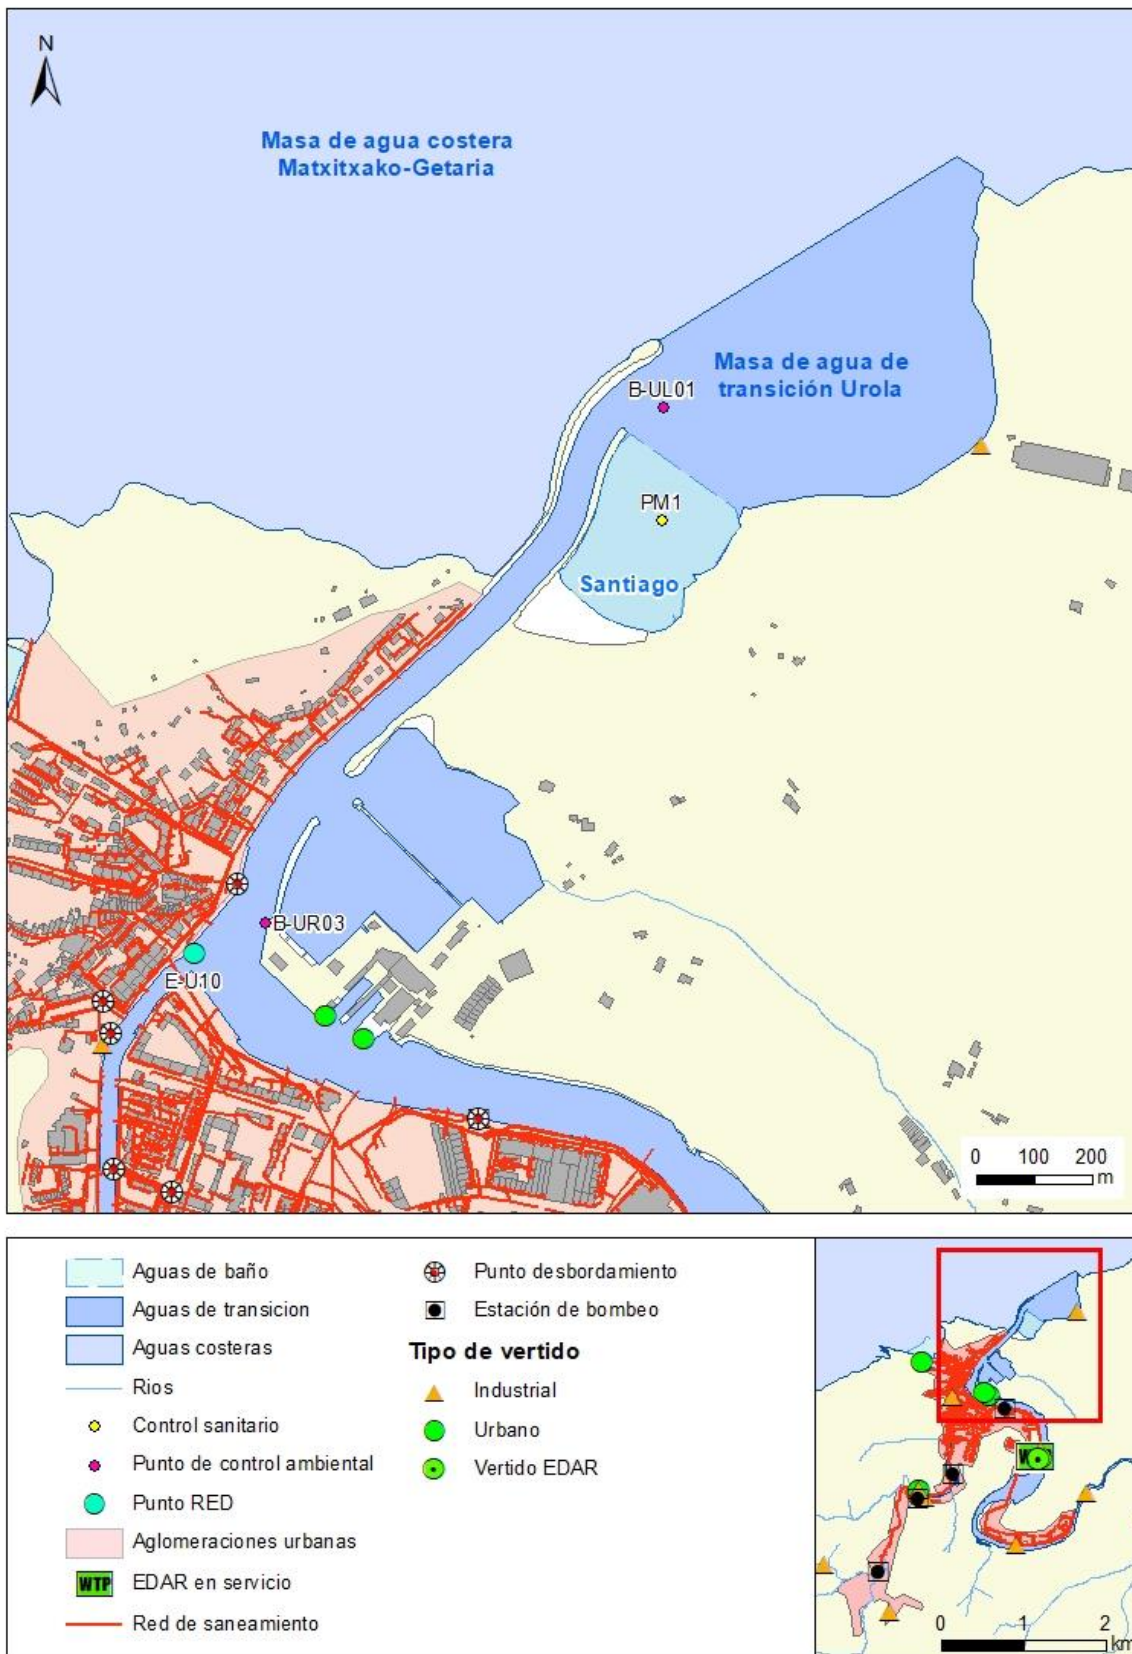 N
Masa de agua costera
Matxitxako-Getaria
Masa de agua de
transición Urola
B-UL01
PM1
Santiago
B-UR03
E-U10
0 100 200
m
Aguas de baño
Aguas de transicion
Aguas costeras
Rios
Control sanitario
Punto de control ambiental
Punto RED
Aglomeraciones urbanas
WTP EDAR en servicio
Red de saneamiento
Punto desbordamiento
Estación de bombeo
Tipo de vertido
Industrial
Urbano
Vertido EDAR
0 1 2
km